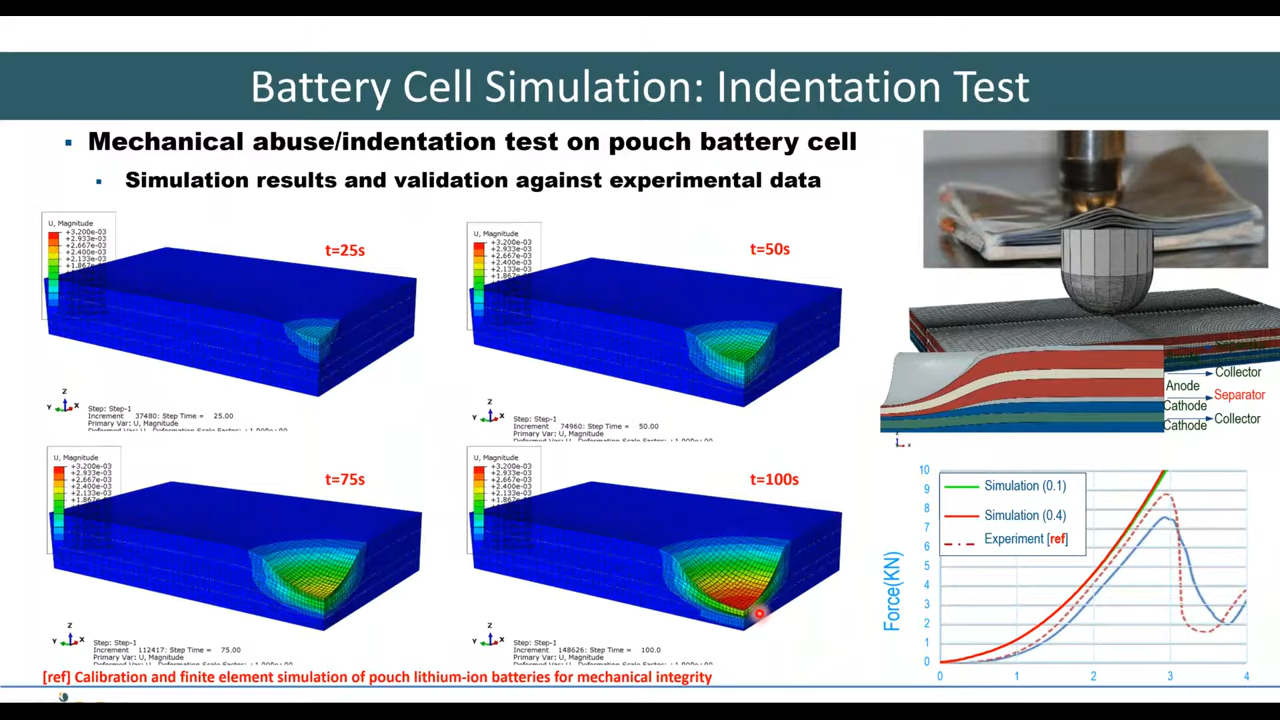 Battery Cell Simulation: Indentation Test
▪ Mechanical abuse/indentation test on pouch battery cell
▪ Simulation results and validation against experimental data
U, Magnitude
+3.200e-03
+2.933e-03
+2.667e-03
+2.400e-03
+2.133e-03
t=25s
Z
Y X
Step: Step-1
Increment 37480: Step Time = 25.00
Primary Var: U, Magnitude
U, Magnitude
+3.200e-03
+2.933e-03
+2.667e-03
+2.400e-03
+2.133e-03
t=50s
Z
Y X
Step: Step-1
Increment 74960: Step Time = 50.00
Primary Var: U, Magnitude
U, Magnitude
+3.200e-03
+2.933e-03
+2.667e-03
+2.400e-03
+2.133e-03
t=75s
Z
Y X
Step: Step-1
Increment 112417: Step Time = 75.00
Primary Var: U, Magnitude
U, Magnitude
+3.200e-03
+2.933e-03
+2.667e-03
+2.400e-03
+2.133e-03
t=100s
Z
Y X
Step: Step-1
Increment 148626: Step Time = 100.0
Primary Var: U, Magnitude
Collector
Anode
Separator
Cathode
Collector
Cathode
Force(KN)
10
9
8
7
6
5
4
3
2
1
0
Simulation (0.1)
Simulation (0.4)
Experiment [ref]
0 1 2 3 4
[ref] Calibration and finite element simulation of pouch lithium-ion batteries for mechanical integrity